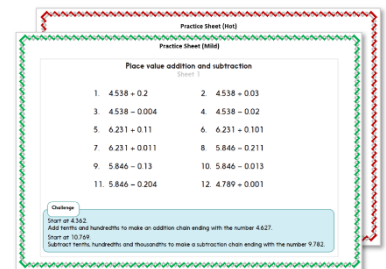 Practice Sheet (Hot)
Practice Sheet (Mild)
Place value addition and subtraction
Sheet 1
1. 4.538 + 0.2 2. 4.538 + 0.03
3. 4.538 – 0.004 4. 4.538 – 0.02
5. 6.231 + 0.11 6. 6.231 + 0.101
7. 6.231 + 0.011 8. 5.846 – 0.211
9. 5.846 – 0.13 10. 5.846 – 0.013
11. 5.846 – 0.204 12. 4.789 + 0.001
Challenge
Start at 4.362.
Add tenths and hundredths to make an addition chain ending with the number 4.627.
Start at 10.769.
Subtract tenths, hundredths and thousandths to make a subtraction chain ending with the number 9.782.